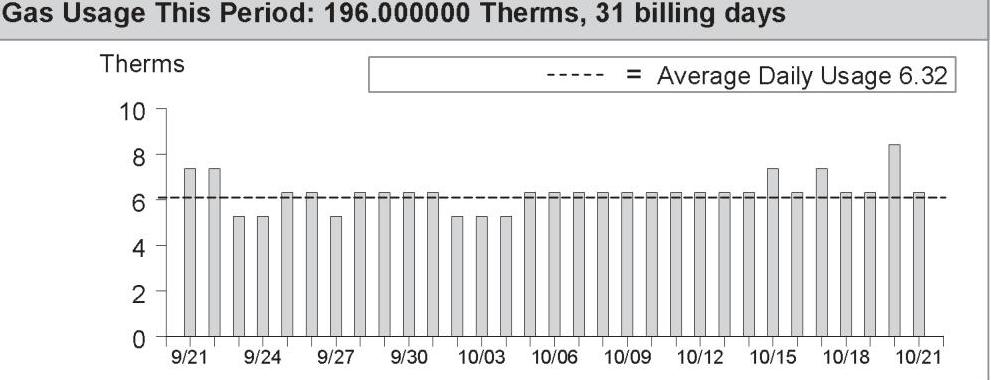 Gas Usage This Period: 196.000000 Therms, 31 billing days
Therms
----- = Average Daily Usage 6.32
10
8
6
4
2
0
9/21 9/24 9/27 9/30 10/03 10/06 10/09 10/12 10/15 10/18 10/21